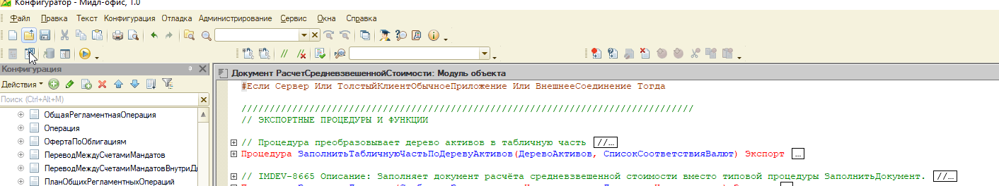 Конфигуратор - Мидл-офис, 1.0
Файл Правка Текст Конфигурация Отладка Администрирование Сервис Окна Справка
Конфигурация
Действия
Поиск (Ctrl+Alt+M)
ОбщаяРегламентнаяОперация
Операция
ОфертаПоОблигациям
ПереводМеждуСчетамиМандатов
ПереводМеждуСчетамиМандатовВнутриД
ПланОбщихРегламентныхОпераций
Документ РасчетСредневзвешеннойСтоимости: Модуль объекта
#Если Сервер Или ТолстыйКлиентОбычноеПриложение Или ВнешнееСоединение Тогда
////////////////////////////////////////////////////////////////////////////////
// ЭКСПОРТНЫЕ ПРОЦЕДУРЫ И ФУНКЦИИ
// Процедура преобразовывает дерево активов в табличную часть //...
Процедура ЗаполнитьТабличнуюЧастьПоДеревуАктивов(ДеревоАктивов, СписокСоответствияВалют) Экспорт ...
// IMDEV-8665 Описание: Заполняет документ расчёта средневзвешенной стоимости вместо типовой процедуры ЗаполнитьДокумент. //...